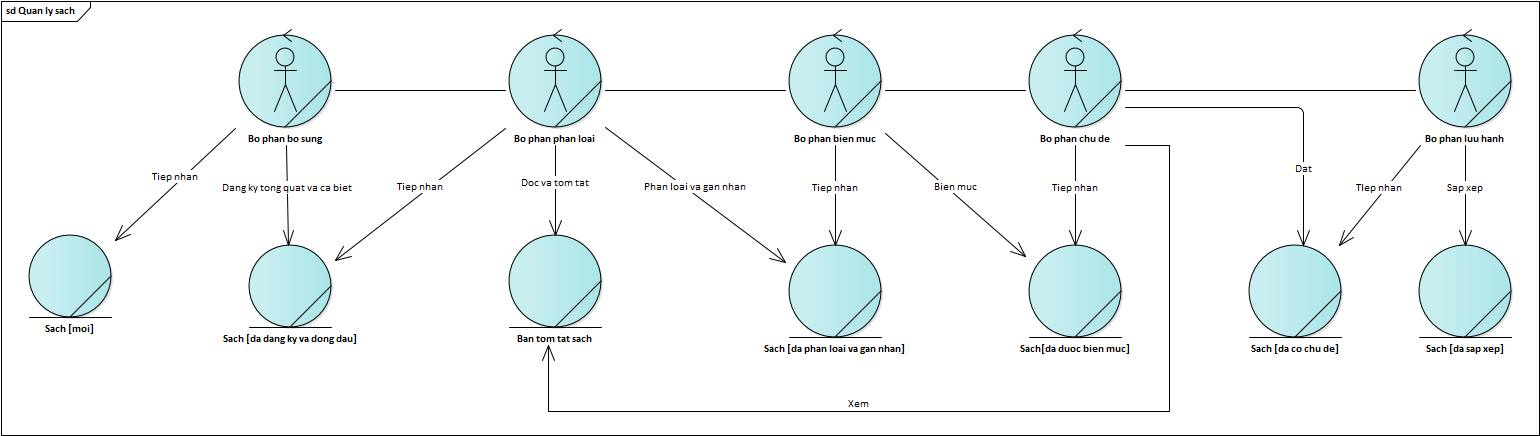 sd Quan ly sach
Bo phan bo sung
Bo phan phan loai
Bo phan bien muc
Bo phan chu de
Bo phan luu hanh
Tiep nhan
Dang ky tong quat va ca biet
Tiep nhan
Doc va tom tat
Phan loai va gan nhan
Tiep nhan
Bien muc
Tiep nhan
Dat
TIep nhan
Sap xep
Sach [moi]
Sach [da dang ky va dong dau]
Ban tom tat sach
Sach [da phan loai va gan nhan]
Sach[da duoc bien muc]
Sach [da co chu de]
Sach [da sap xep]
Xem